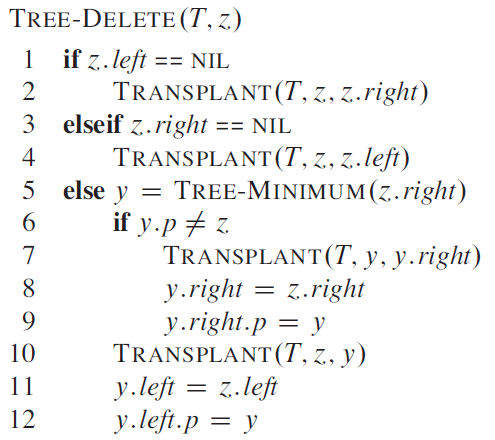 TREE-DELETE(T, z)
1 if z.left == NIL
2 TRANSPLANT(T, z, z.right)
3 elseif z.right == NIL
4 TRANSPLANT(T, z, z.left)
5 else y = TREE-MINIMUM(z.right)
6 if y.p ≠ z
7 TRANSPLANT(T, y, y.right)
8 y.right = z.right
9 y.right.p = y
10 TRANSPLANT(T, z, y)
11 y.left = z.left
12 y.left.p = y